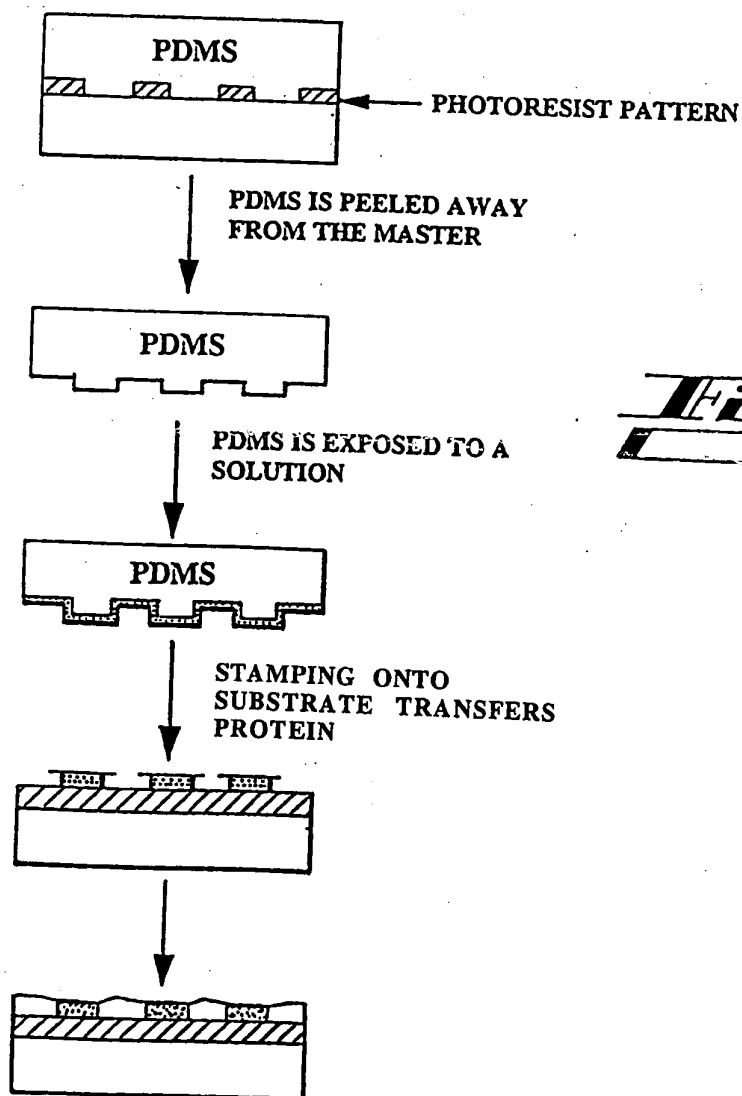 PDMS
PHOTORESIST PATTERN
PDMS IS PEELED AWAY
FROM THE MASTER
PDMS
PDMS IS EXPOSED TO A
SOLUTION
PDMS
STAMPING ONTO
SUBSTRATE TRANSFERS
PROTEIN